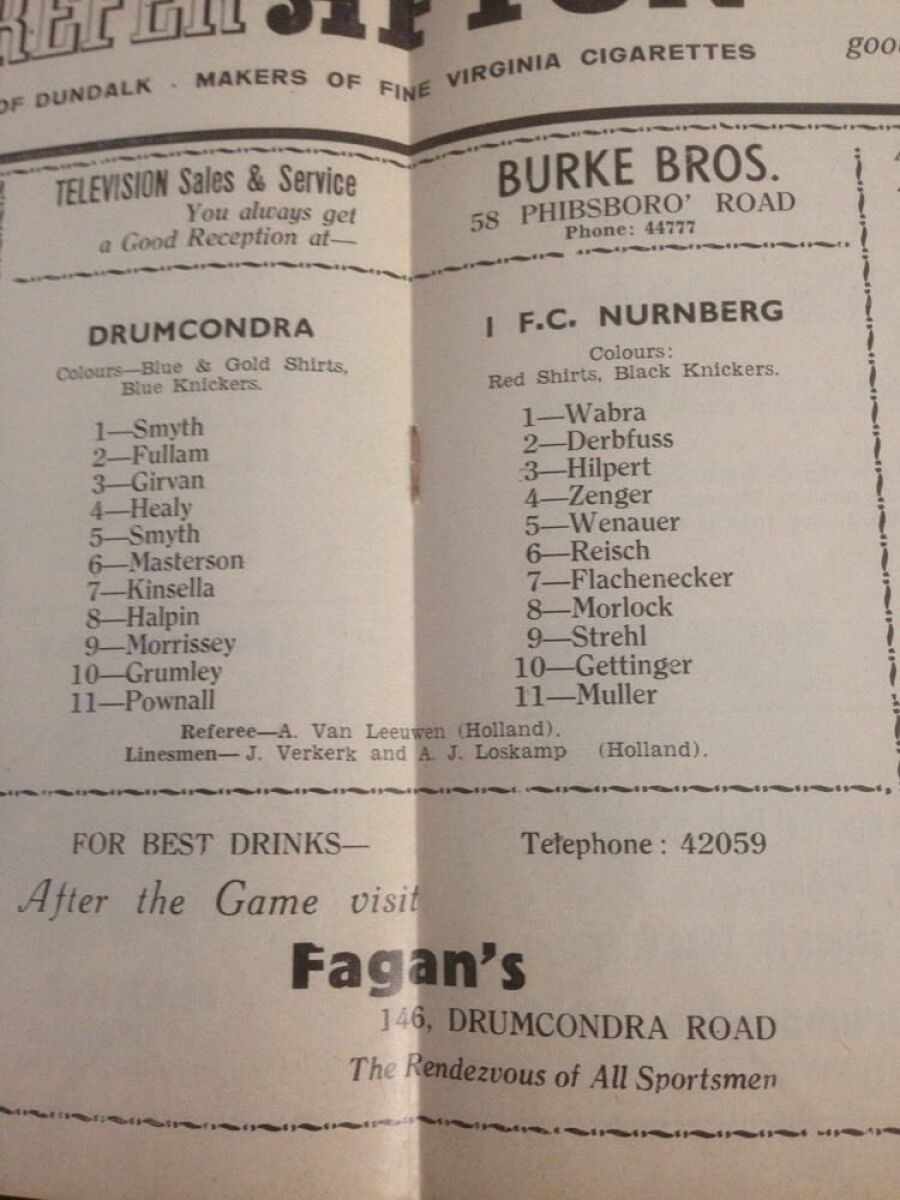 OF DUNDALK · MAKERS OF FINE VIRGINIA CIGARETTES
TELEVISION Sales & Service
You always get
a Good Reception at—
BURKE BROS.
58 PHIBSBORO' ROAD
Phone: 44777
DRUMCONDRA
Colours—Blue & Gold Shirts,
Blue Knickers.
1—Smyth
2—Fullam
3—Girvan
4—Healy
5—Smyth
6—Masterson
7—Kinsella
8—Halpin
9—Morrissey
10—Grumley
11—Pownall
1 F.C. NURNBERG
Colours:
Red Shirts, Black Knickers.
1—Wabra
2—Derbfuss
3—Hilpert
4—Zenger
5—Wenauer
6—Reisch
7—Flachenecker
8—Morlock
9—Strehl
10—Gettinger
11—Muller
Referee—A. Van Leeuwen (Holland).
Linesmen— J. Verkerk and A. J. Loskamp (Holland).
FOR BEST DRINKS—
Telephone: 42059
After the Game visit
Fagan's
146, DRUMCONDRA ROAD
The Rendezvous of All Sportsmen